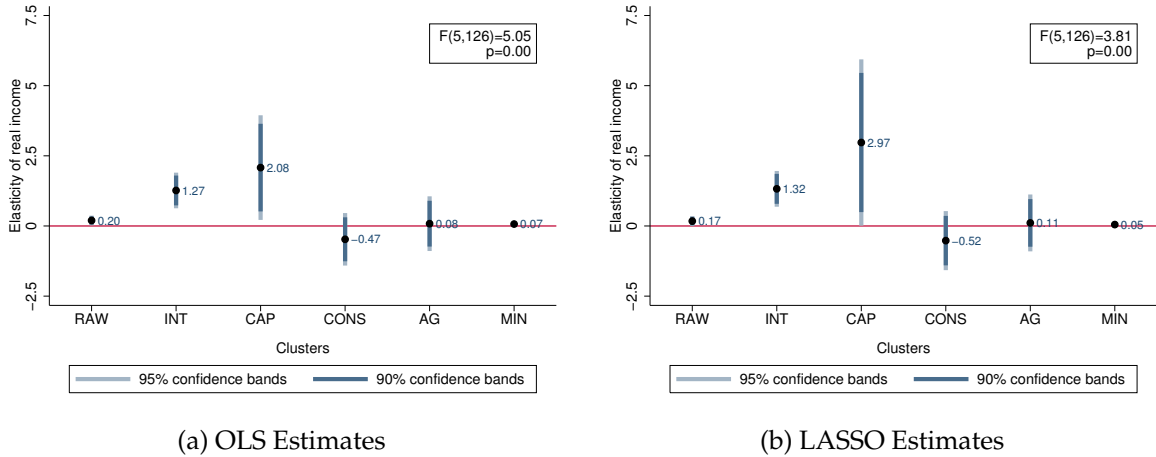 F(5,126)=5.05
p=0.00
Elasticity of real income
7.5
5
2.5
0
−2.5
0.20
1.27
2.08
−0.47
0.08
0.07
RAW INT CAP CONS AG MIN
Clusters
95% confidence bands 90% confidence bands
(a) OLS Estimates
F(5,126)=3.81
p=0.00
Elasticity of real income
7.5
5
2.5
0
−2.5
0.17
1.32
2.97
−0.52
0.11
0.05
RAW INT CAP CONS AG MIN
Clusters
95% confidence bands 90% confidence bands
(b) LASSO Estimates